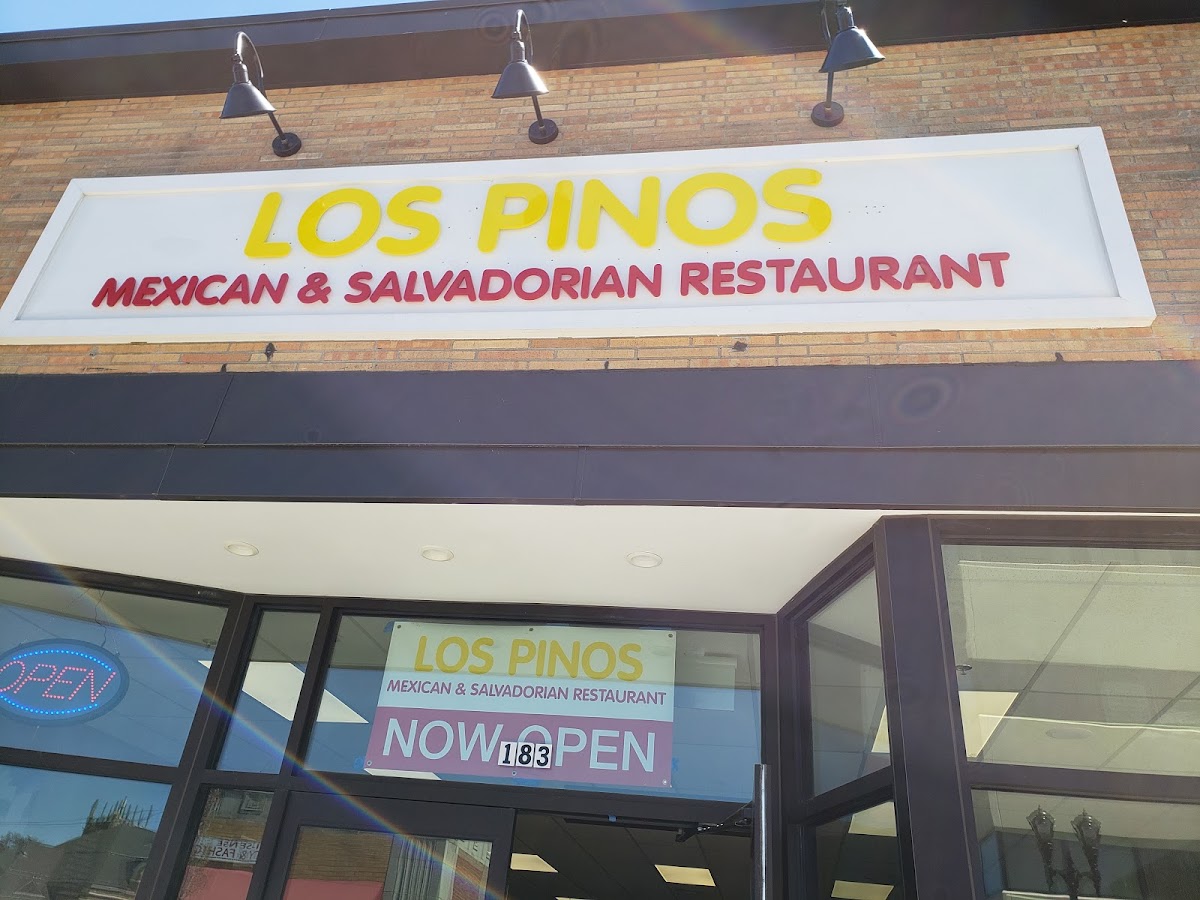 LOS PINOS
MEXICAN & SALVADORIAN RESTAURANT
OPEN
LOS PINOS
MEXICAN & SALVADORIAN RESTAURANT
NOW OPEN
183